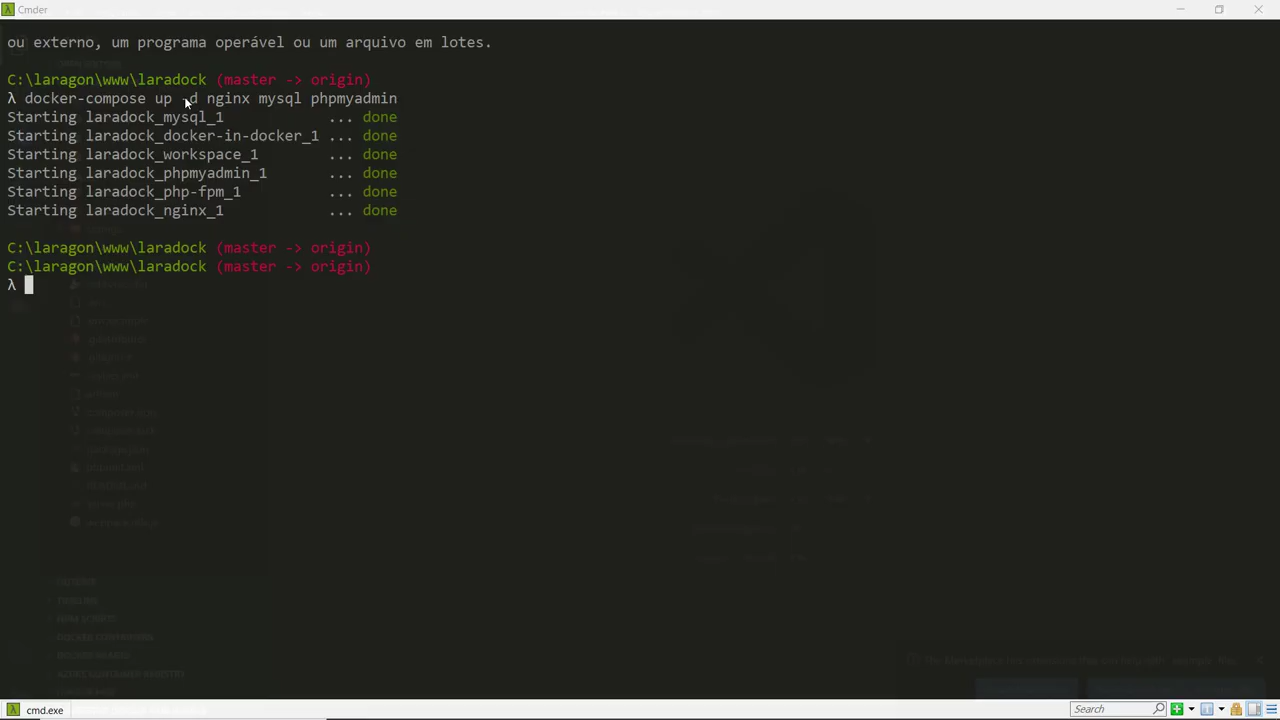 Cmder
ou externo, um programa operável ou um arquivo em lotes.
C:\laragon\www\laradock (master -> origin)
λ docker-compose up -d nginx mysql phpmyadmin
Starting laradock_mysql_1 ... done
Starting laradock_docker-in-docker_1 ... done
Starting laradock_workspace_1 ... done
Starting laradock_phpmyadmin_1 ... done
Starting laradock_php-fpm_1 ... done
Starting laradock_nginx_1 ... done
C:\laragon\www\laradock (master -> origin)
C:\laragon\www\laradock (master -> origin)
λ
cmd.exe
Search